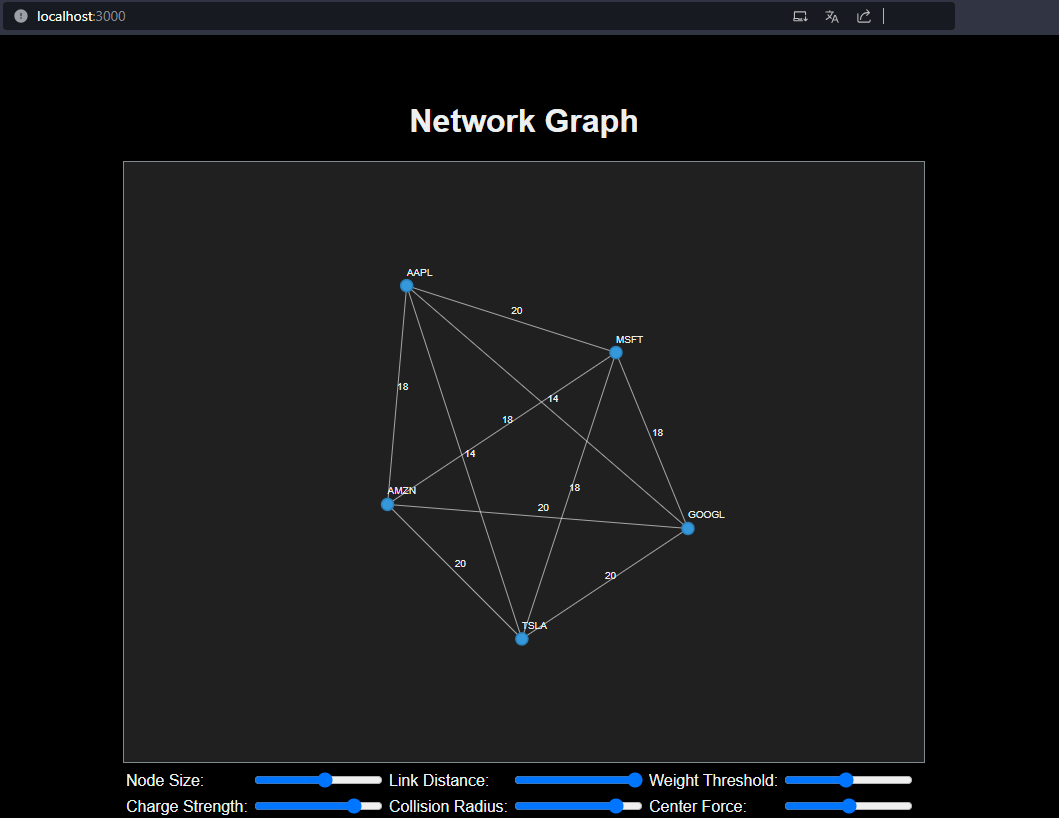 localhost:3000
Network Graph
AAPL
20
MSFT
18
14
18
18
14
AMZN
18
20
GOOGL
20
20
TSLA
Node Size: Link Distance: Weight Threshold:
Charge Strength: Collision Radius: Center Force: